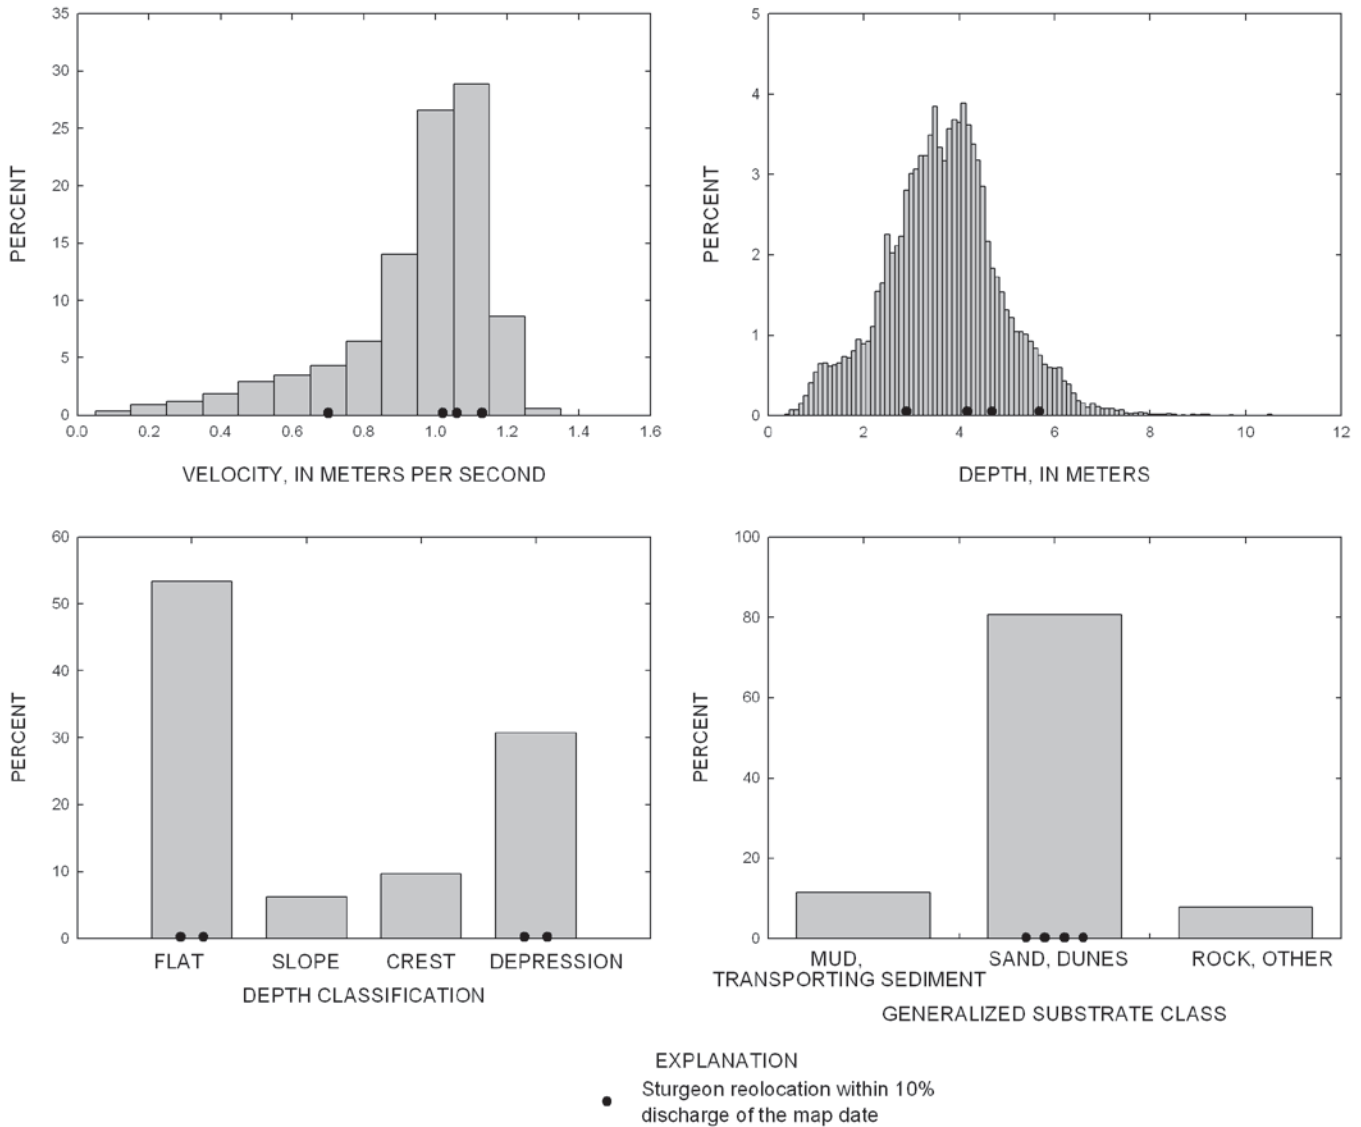 35
30
25
20
15
10
5
0
PERCENT
0.0 0.2 0.4 0.6 0.8 1.0 1.2 1.4 1.6
VELOCITY, IN METERS PER SECOND
5
4
3
2
1
0
PERCENT
0 2 4 6 8 10 12
DEPTH, IN METERS
60
50
40
30
20
10
0
PERCENT
FLAT SLOPE CREST DEPRESSION
DEPTH CLASSIFICATION
100
80
60
40
20
0
PERCENT
MUD, SAND, DUNES ROCK, OTHER
TRANSPORTING SEDIMENT
GENERALIZED SUBSTRATE CLASS
EXPLANATION
Sturgeon reolocation within 10%
discharge of the map date